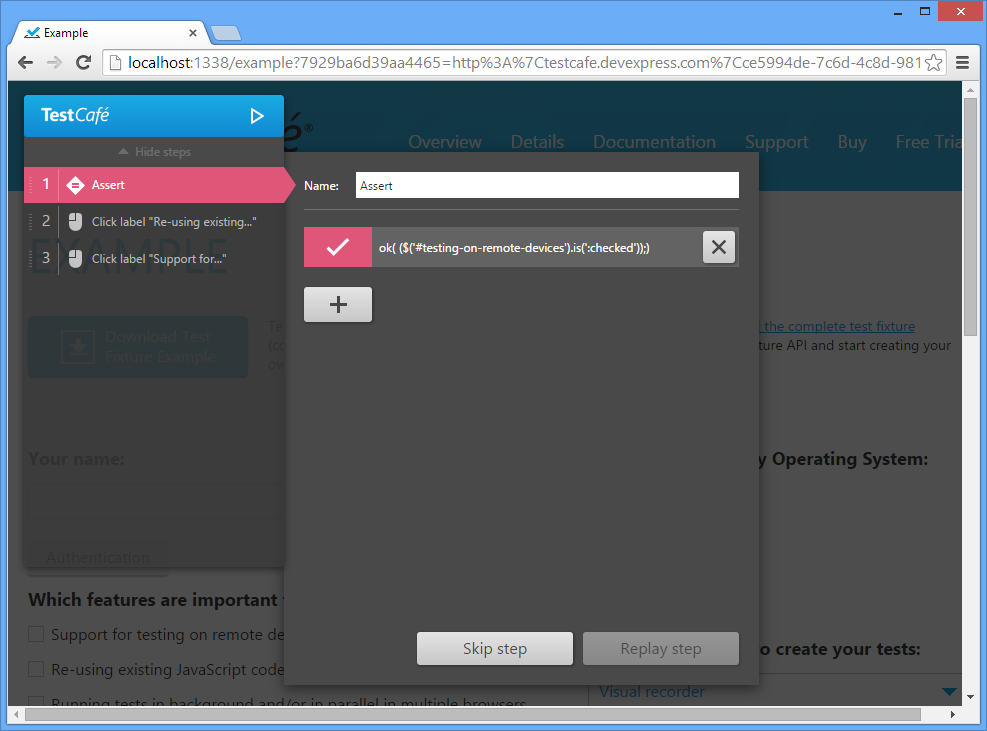 Example
localhost:1338/example?7929ba6d39aa4465=http%3A%7Ctestcafe.devexpress.com%7Cce5994de-7c6d-4c8d-981
TestCafé
é®
Overview Details Documentation Support Buy Free Tria
Hide steps
1 Assert
2 Click label "Re-using existing..."
3 Click label "Support for..."
EXAMPLE
Name: Assert
ok( ($('#testing-on-remote-devices').is(':checked'));)
Download Test
Fixture Example
Te
(co
ow
the complete test fixture
ture API and start creating your
Your name:
y Operating System:
Authentication
Which features are important
Support for testing on remote de
Re-using existing JavaScript code
Running tests in background and/or in parallel in multiple browsers
Skip step Replay step
o create your tests:
Visual recorder